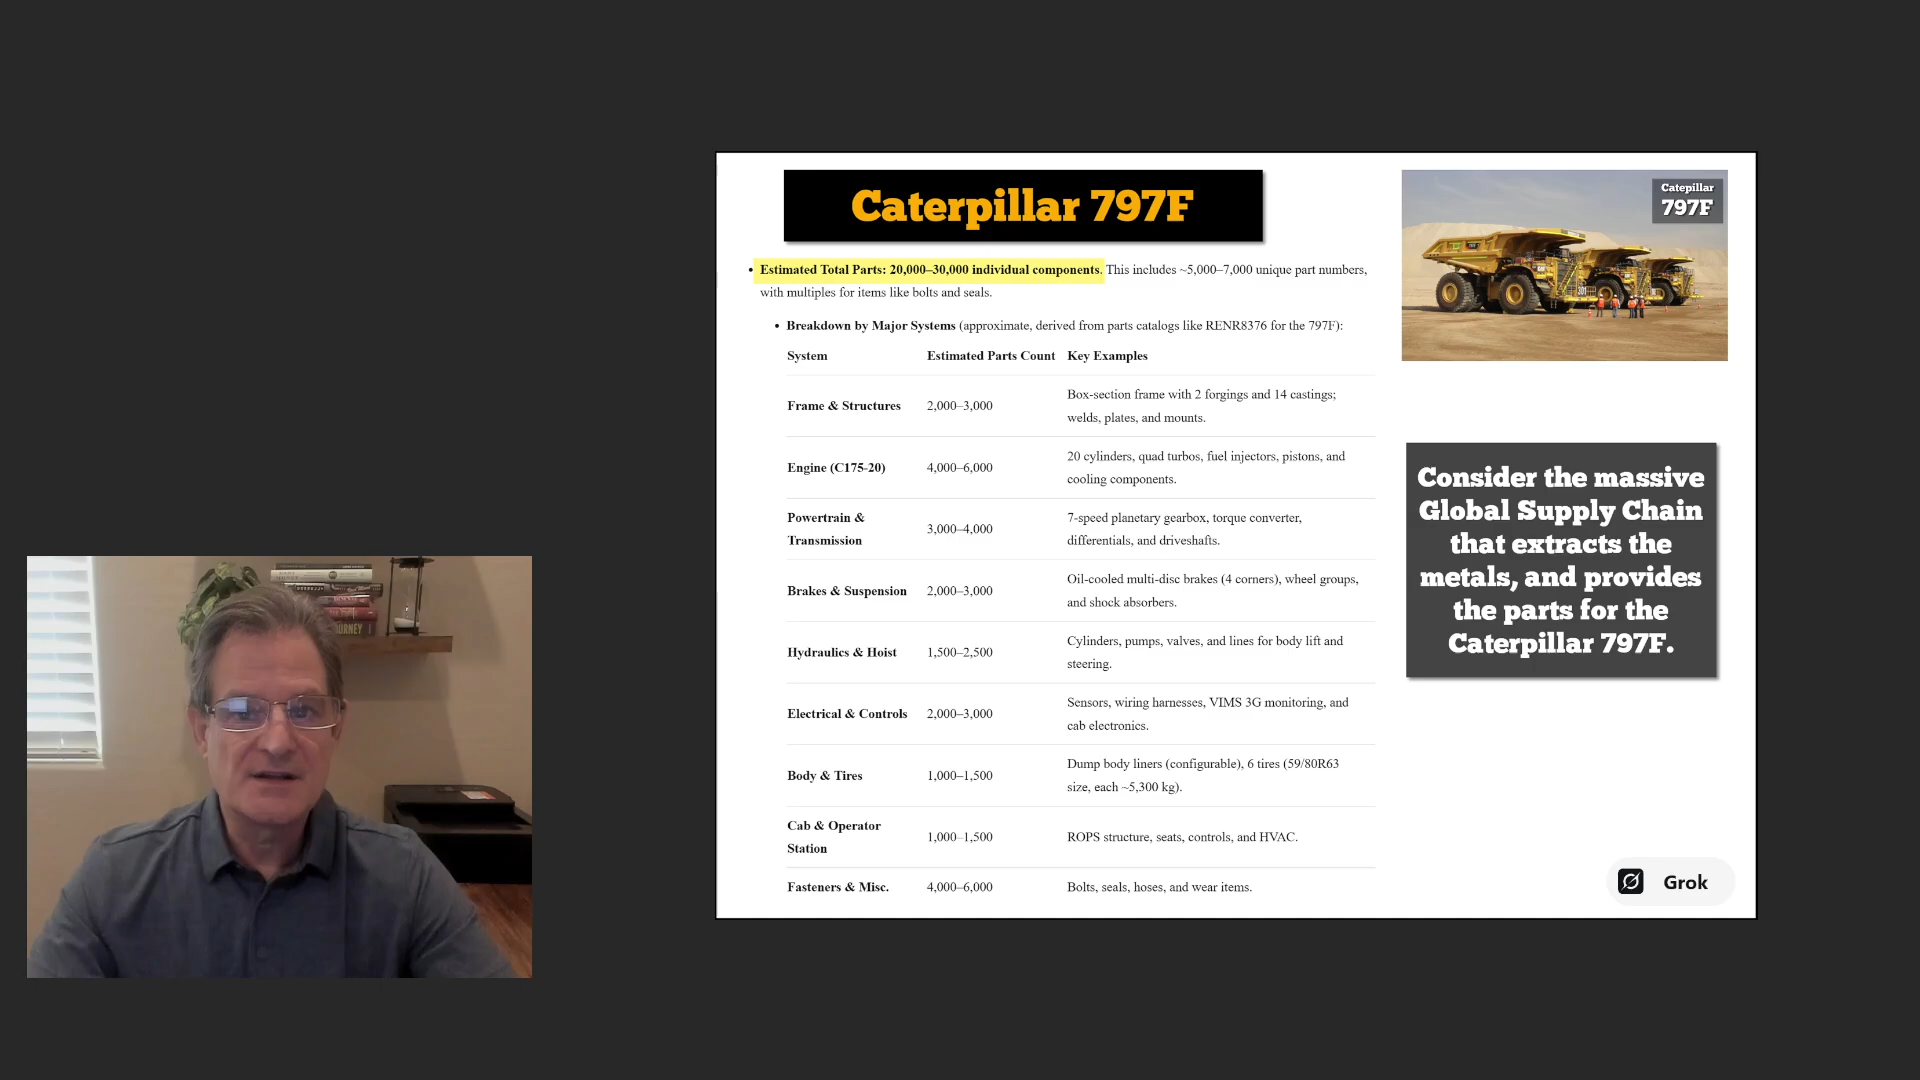 Caterpillar 797F
• Estimated Total Parts: 20,000–30,000 individual components. This includes ~5,000–7,000 unique part numbers,
with multiples for items like bolts and seals.
• Breakdown by Major Systems (approximate, derived from parts catalogs like RENR8376 for the 797F):
System Estimated Parts Count Key Examples
Frame & Structures 2,000–3,000 Box-section frame with 2 forgings and 14 castings;
welds, plates, and mounts.
Engine (C175-20) 4,000–6,000 20 cylinders, quad turbos, fuel injectors, pistons, and
cooling components.
Powertrain &
Transmission 3,000–4,000 7-speed planetary gearbox, torque converter,
differentials, and driveshafts.
Brakes & Suspension 2,000–3,000 Oil-cooled multi-disc brakes (4 corners), wheel groups,
and shock absorbers.
Hydraulics & Hoist 1,500–2,500 Cylinders, pumps, valves, and lines for body lift and
steering.
Electrical & Controls 2,000–3,000 Sensors, wiring harnesses, VIMS 3G monitoring, and
cab electronics.
Body & Tires 1,000–1,500 Dump body liners (configurable), 6 tires (59/80R63
size, each ~5,300 kg).
Cab & Operator
Station 1,000–1,500 ROPS structure, seats, controls, and HVAC.
Fasteners & Misc. 4,000–6,000 Bolts, seals, hoses, and wear items.
Catepillar
797F
Consider the massive
Global Supply Chain
that extracts the
metals, and provides
the parts for the
Caterpillar 797F.
Grok